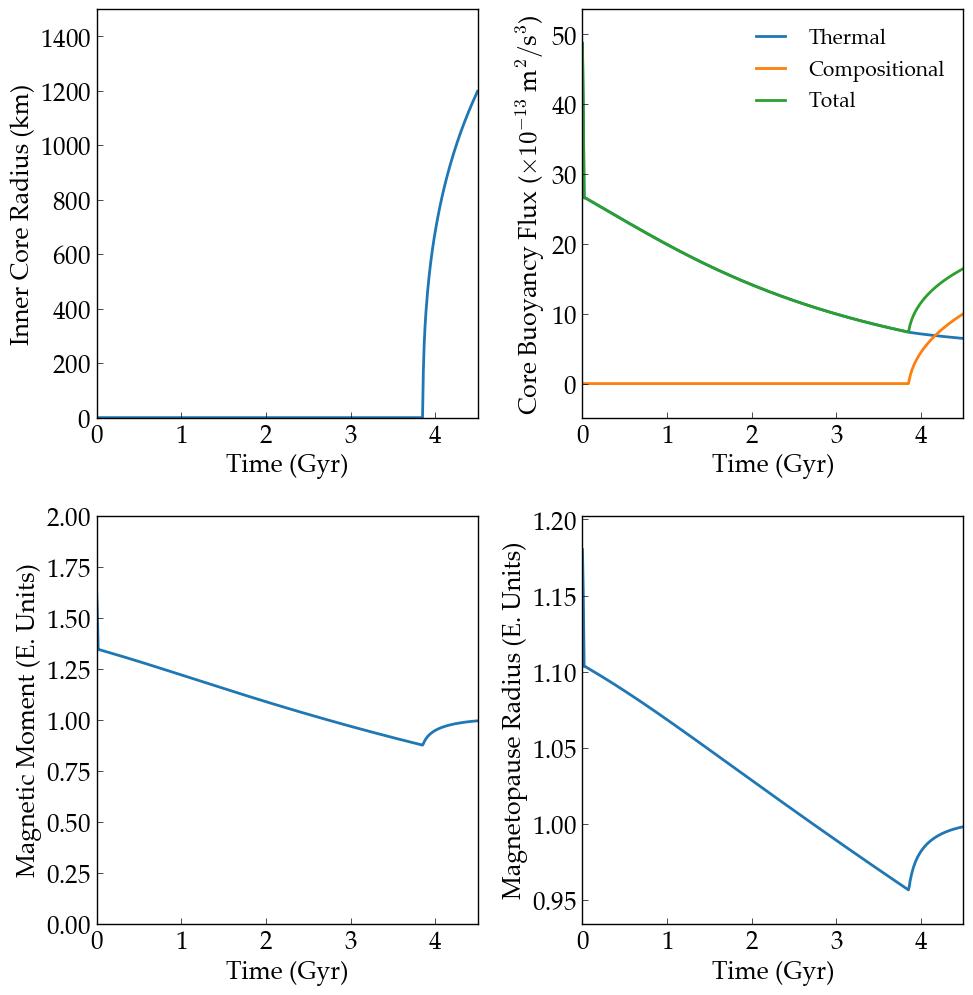 1400
1200
1000
800
600
400
200
0
Inner Core Radius (km)
0 1 2 3 4
Time (Gyr)
50
40
30
20
10
0
Core Buoyancy Flux (×10⁻¹³ m²/s³)
Thermal
Compositional
Total
0 1 2 3 4
Time (Gyr)
2.00
1.75
1.50
1.25
1.00
0.75
0.50
0.25
0.00
Magnetic Moment (E. Units)
0 1 2 3 4
Time (Gyr)
1.20
1.15
1.10
1.05
1.00
0.95
Magnetopause Radius (E. Units)
0 1 2 3 4
Time (Gyr)